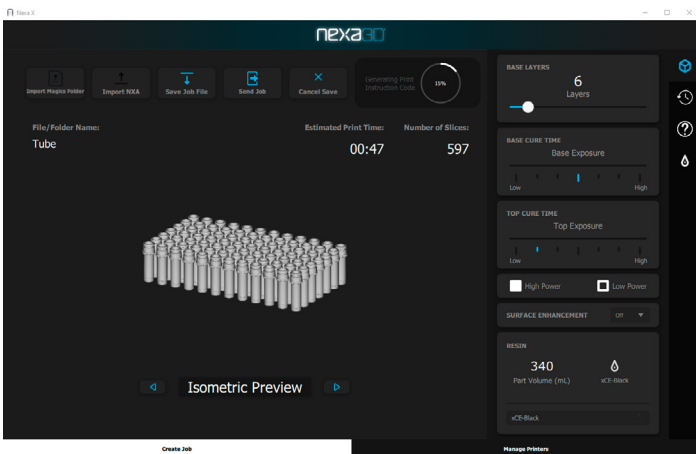 Nexa X
nexa3D
Import Magics Folder
Import NXA
Save Job File
Send Job
Cancel Save
Generating Print
Instruction Code
15%
File/Folder Name:
Tube
Estimated Print Time:
00:47
Number of Slices:
597
Isometric Preview
BASE LAYERS
6
Layers
BASE CURE TIME
Base Exposure
Low
High
TOP CURE TIME
Top Exposure
Low
High
High Power
Low Power
SURFACE ENHANCEMENT
Off
RESIN
340
Part Volume (mL)
xCE-Black
xCE-Black
Create Job
Manage Printers